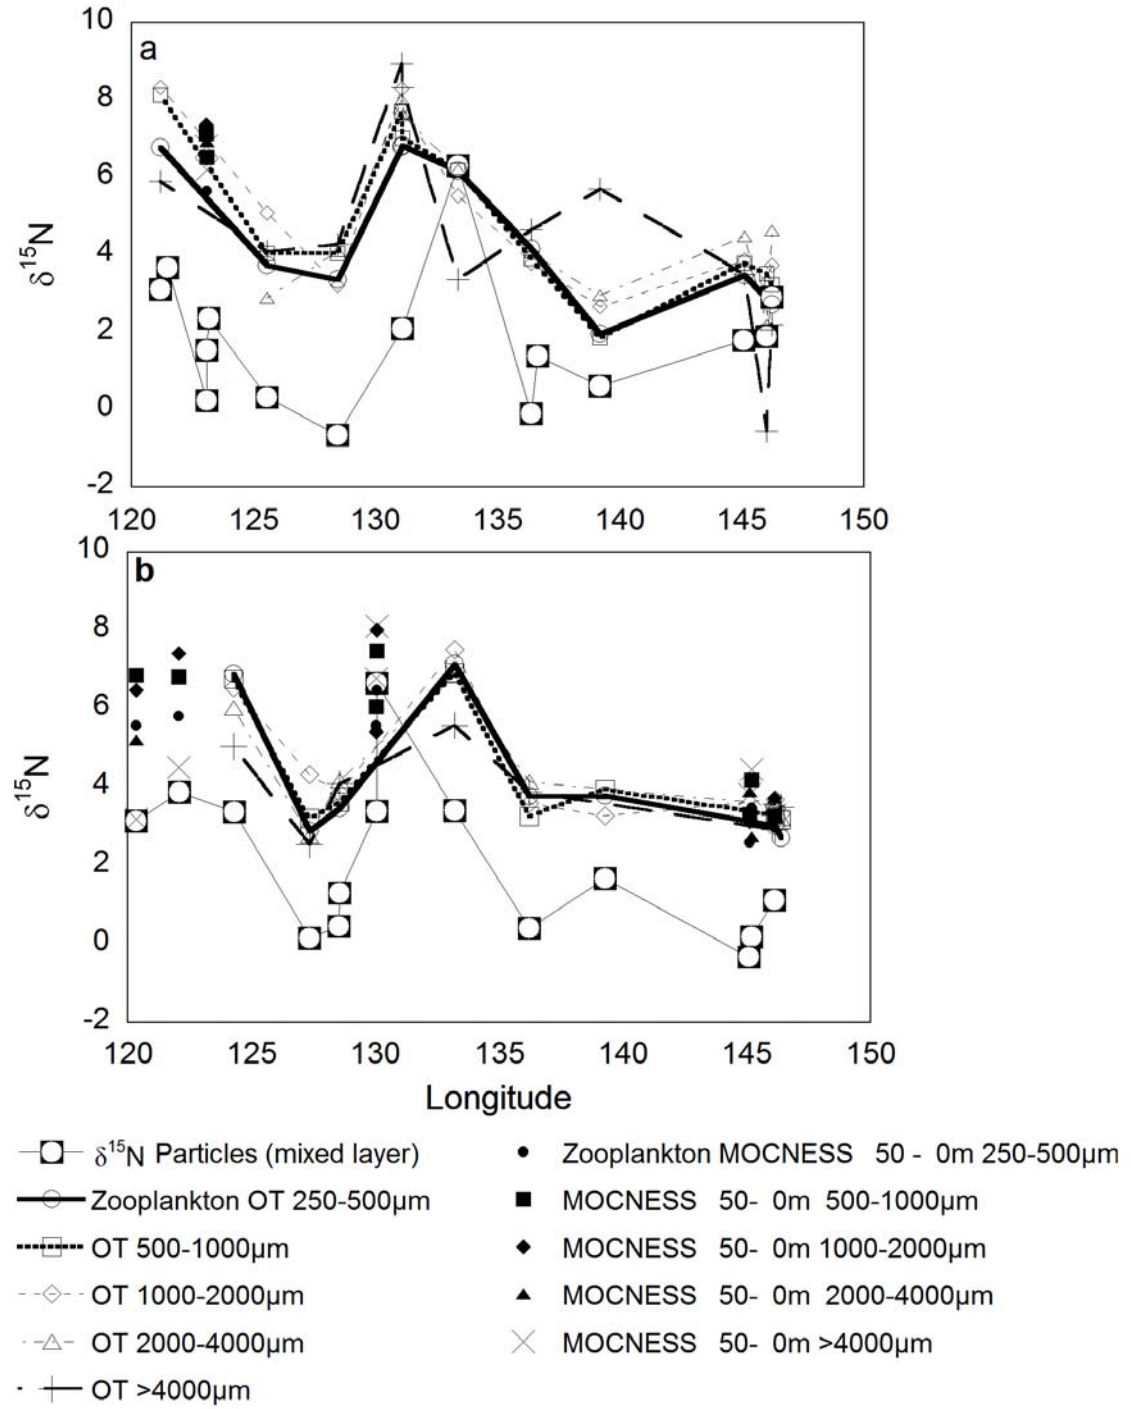 10
a
8
6
4
2
0
-2
δ15N
120 125 130 135 140 145 150
10
b
8
6
4
2
0
-2
δ15N
120 125 130 135 140 145 150
Longitude
δ15N Particles (mixed layer)
Zooplankton OT 250-500µm
OT 500-1000µm
OT 1000-2000µm
OT 2000-4000µm
OT >4000µm
Zooplankton MOCNESS 50 - 0m 250-500µm
MOCNESS 50- 0m 500-1000µm
MOCNESS 50- 0m 1000-2000µm
MOCNESS 50- 0m 2000-4000µm
MOCNESS 50- 0m >4000µm